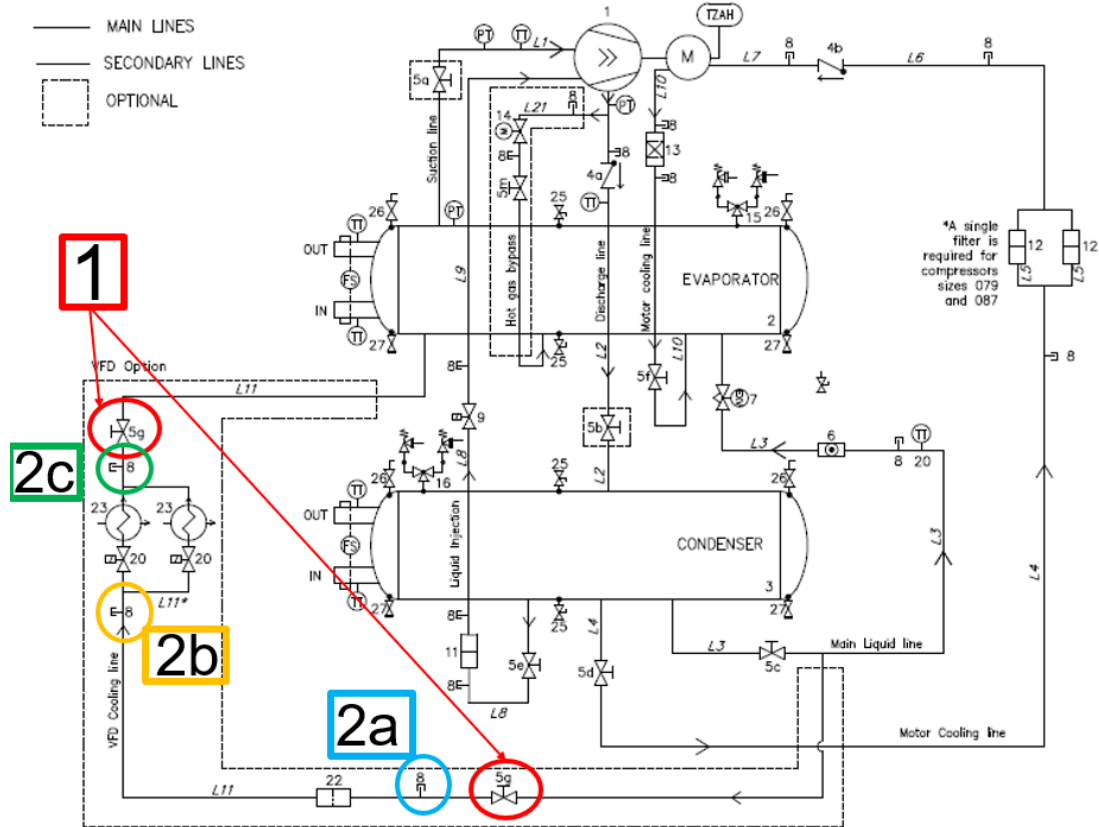 MAIN LINES
SECONDARY LINES
OPTIONAL
1
TZAH
PT
TT
L1
M
L7
8
4b
L6
8
5a
Suction line
L21
8
14
M
8
5m
Hot gas bypass
PT
8
4a
TT
Discharge line
L10
8
13
8
Motor cooling line
15
26
TT
PT
25
26
OUT
FS
IN
TT
27
L9
EVAPORATOR
2
25
27
*A single
filter is
required for
compressors
sizes 079
and 087
12
12
L5
L5
8
1
VFD Option
L11
5g
2c
8
23
23
20
20
L11*
8
2b
VFD Cooling line
8
9
L8
16
L2
5b
L2
5f
L10
7
L3
6
8
TT
20
L3
26
TT
25
26
OUT
FS
IN
TT
27
Liquid Injection
CONDENSER
3
25
27
8
11
8
L8
5e
L4
5d
L3
5c
Main Liquid line
L4
Motor Cooling line
2a
L11
22
8
5g